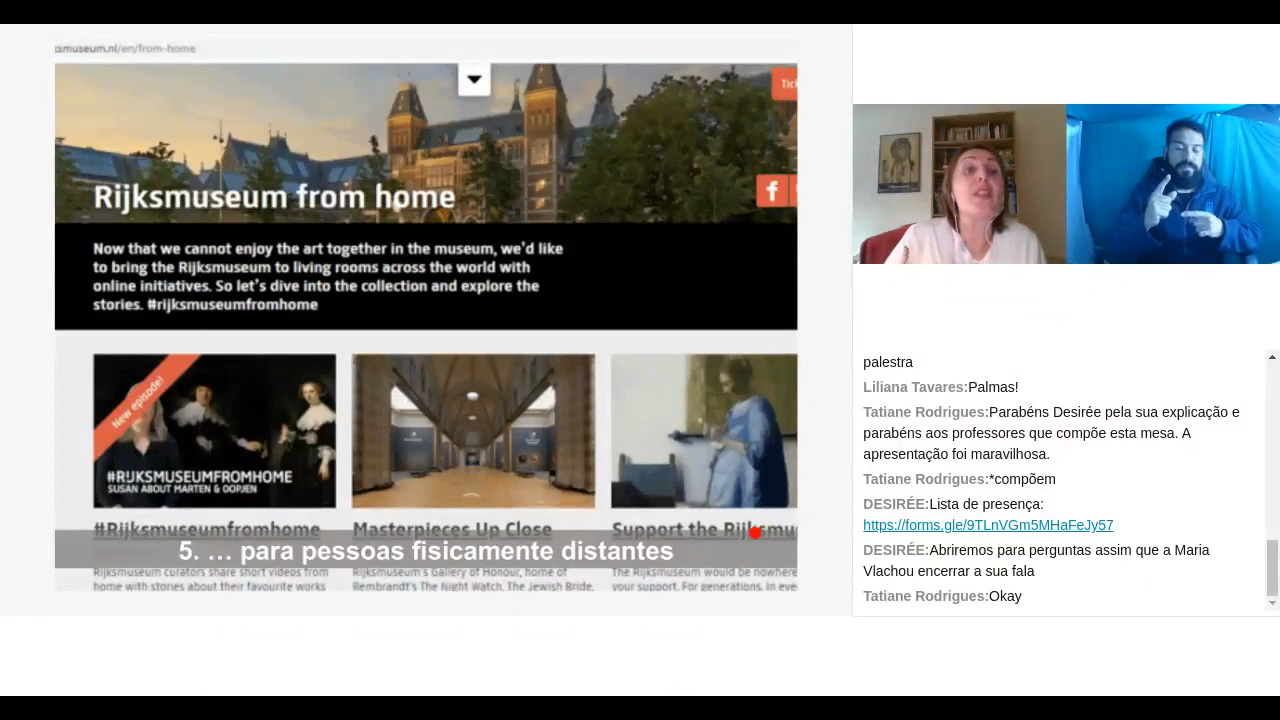 smuseum.nl/en/from-home
Rijksmuseum from home
Now that we cannot enjoy the art together in the museum, we'd like
to bring the Rijksmuseum to living rooms across the world with
online initiatives. So let's dive into the collection and explore the
stories. #rijksmuseumfromhome
New episode!
#RIJKSMUSEUMFROMHOME
SUSAN ABOUT MARTEN & OOPJEN
#Rijksmuseumfromhome
Masterpieces Up Close
Support the Rijksmu
5. ... para pessoas fisicamente distantes
Rijksmuseum curators share short videos from
home with stories about their favourite works
Rijksmuseum's Gallery of Honour, home of
Rembrandt's The Night Watch, The Jewish Bride,
The Rijksmuseum would be nowhere
your support. For generations, in eve
Tick
f
palestra
Liliana Tavares:Palmas!
Tatiane Rodrigues:Parabéns Desirée pela sua explicação e
parabéns aos professores que compõe esta mesa. A
apresentação foi maravilhosa.
Tatiane Rodrigues:*compõem
DESIRÉE:Lista de presença:
https://forms.gle/9TLnVGm5MHaFeJy57
DESIRÉE:Abriremos para perguntas assim que a Maria
Vlachou encerrar a sua fala
Tatiane Rodrigues:Okay